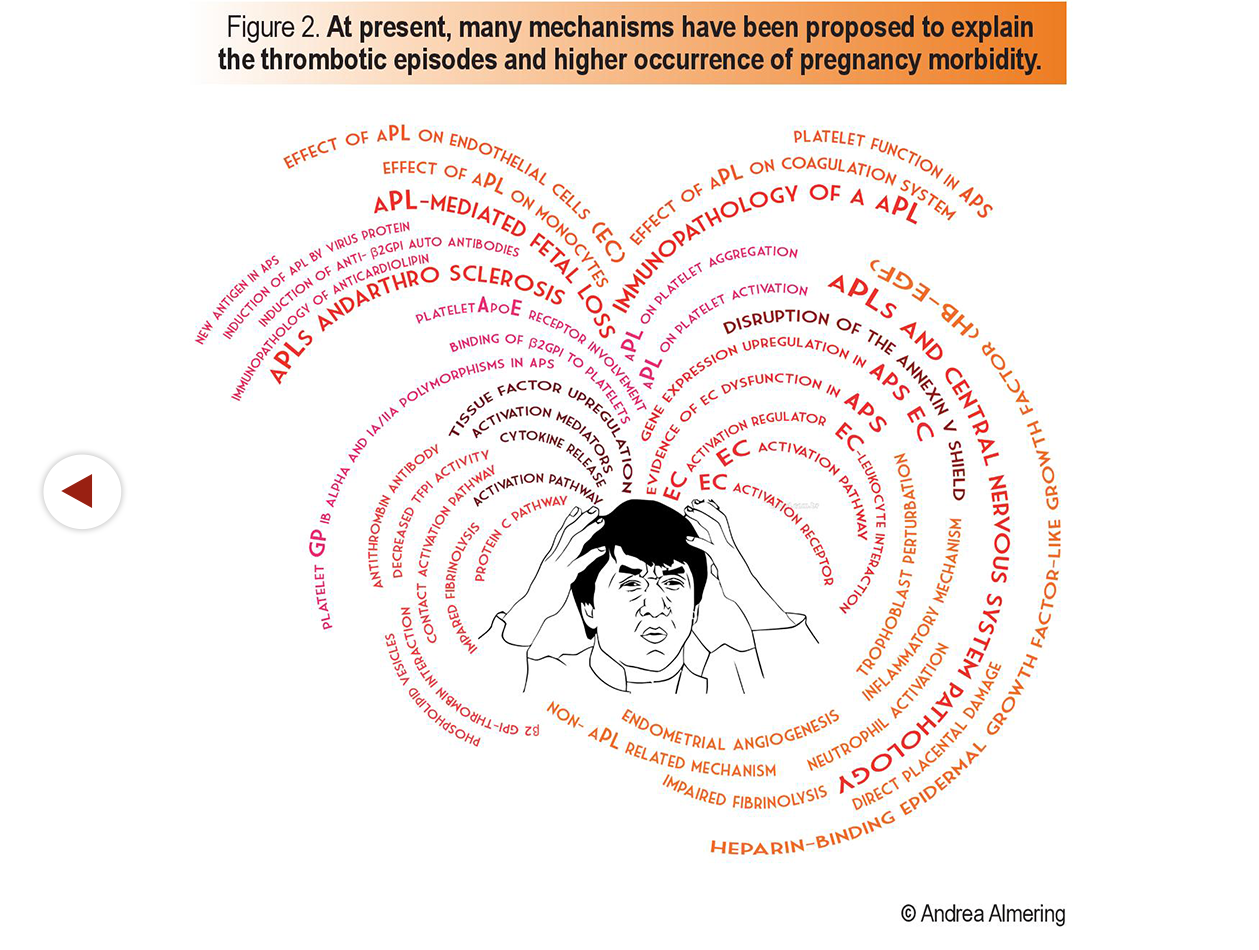 Figure 2. At present, many mechanisms have been proposed to explain
the thrombotic episodes and higher occurrence of pregnancy morbidity.
EFFECT OF aPL ON ENDOTHELIAL CELLS (EC)
EFFECT OF aPL ON MONOCYTES
aPL-MEDIATED FETAL LOSS
NEW ANTIGEN IN APS
INDUCTION OF APL BY VIRUS PROTEIN
INDUCTION OF ANTI- β2GPI AUTO ANTIBODIES
IMMUNOPATHOLOGY OF ANTICARDIOLIPIN
APLS ANDARTHRO SCLEROSIS
PLATELET APOE RECEPTOR INVOLVEMENT
BINDING OF β2GPI TO PLATELETS
PLATELET GP IB ALPHA AND IA/IIA POLYMORPHISMS IN APS
TISSUE FACTOR UPREGULATION
ACTIVATION MEDIATORS
CYTOKINE RELEASE
ACTIVATION PATHWAY
ANTITHROMBIN ANTIBODY
DECREASED TFPI ACTIVITY
CONTACT ACTIVATION PATHWAY
IMPARED FIBRINOLYSIS
PROTEIN C PATHWAY
PHOSPHOLIPID VESICLES
β2 GPI-THROMBIN INTERACTION
PLATELET FUNCTION IN APS
EFFECT OF aPL ON COAGULATION SYSTEM
IMMUNOPATHOLOGY OF A APL
aPL ON PLATELET AGGREGATION
aPL ON PLATELET ACTIVATION
DISRUPTION OF THE ANNEXIN V SHIELD
GENE EXPRESSION UPREGULATION IN APS EC
EVIDENCE OF EC DYSFUNCTION IN APS
EC ACTIVATION REGULATOR
EC-LEUKOCYTE INTERACTION
EC ACTIVATION PATHWAY
EC ACTIVATION RECEPTOR
APLS AND CENTRAL NERVOUS SYSTEM PATHOLOGY
HEPARIN-BINDING EPIDERMAL GROWTH FACTOR-LIKE GROWTH FACTOR (HB-EGF)
TROPHOBLAST PERTURBATION
INFLAMMATORY MECHANISM
NEUTROPHIL ACTIVATION
DIRECT PLACENTAL DAMAGE
ENDOMETRIAL ANGIOGENESIS
NON- aPL RELATED MECHANISM
IMPAIRED FIBRINOLYSIS
© Andrea Almering